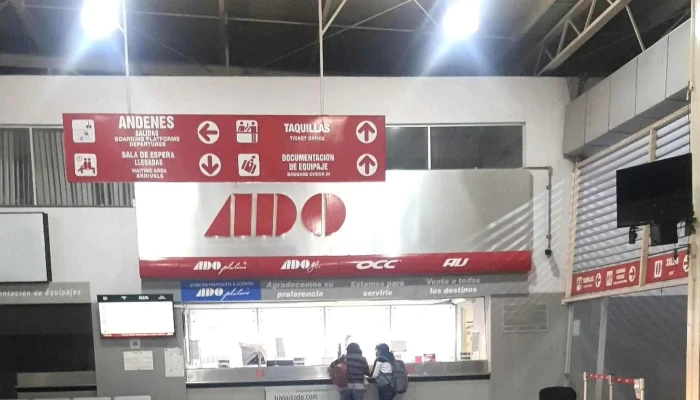 ANDENES
SALIDAS
BOARDING PLATFORMS
DEPARTURES
SALA DE ESPERA
LLEGADAS
WAITING AREA
ARRIVALS
TAQUILLAS
TICKET OFFICE
DOCUMENTACION
DE EQUIPAJE
BAGGAGE CHECK IN
ADO
ADO platino ADO gl OCC AU
ADO platino
Agradecemos su
preferencia
Estamos para
servirle
Venta a todos
los destinos
de Equipajes